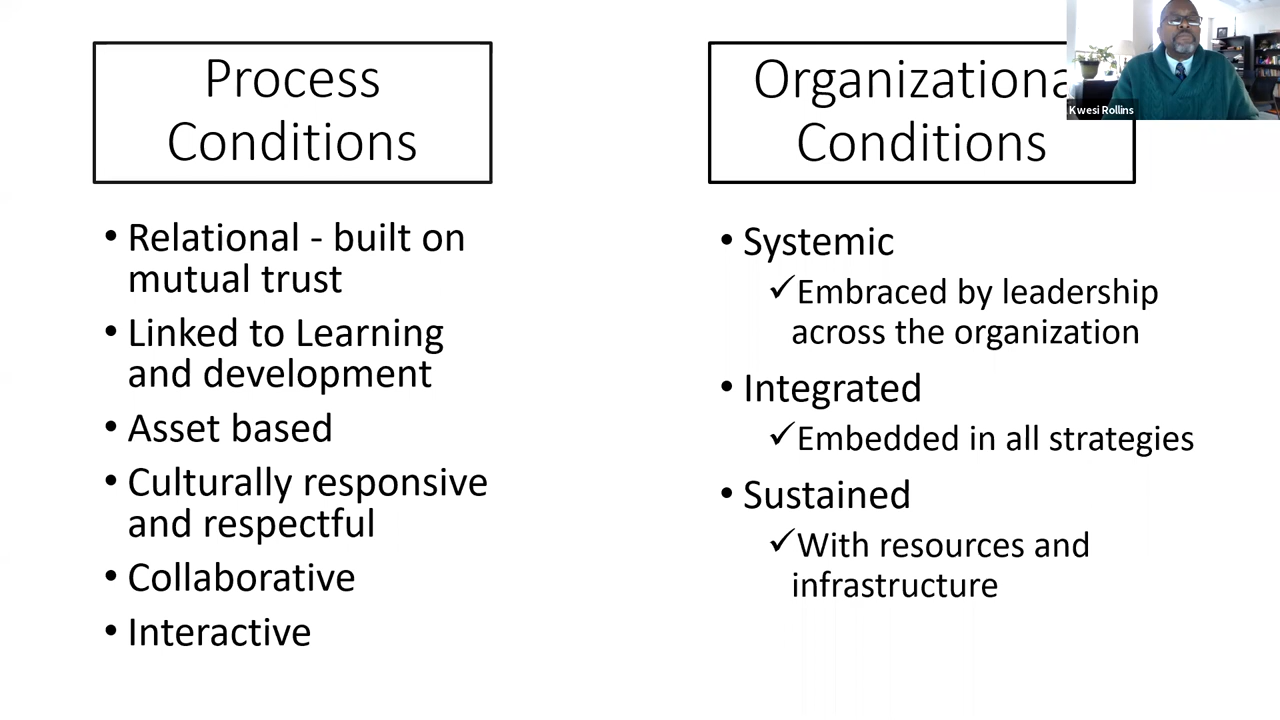 Process
Conditions
• Relational - built on
mutual trust
• Linked to Learning
and development
• Asset based
• Culturally responsive
and respectful
• Collaborative
• Interactive
Organizationa
Conditions
• Systemic
✓Embraced by leadership
across the organization
• Integrated
✓Embedded in all strategies
• Sustained
✓With resources and
infrastructure
Kwesi Rollins